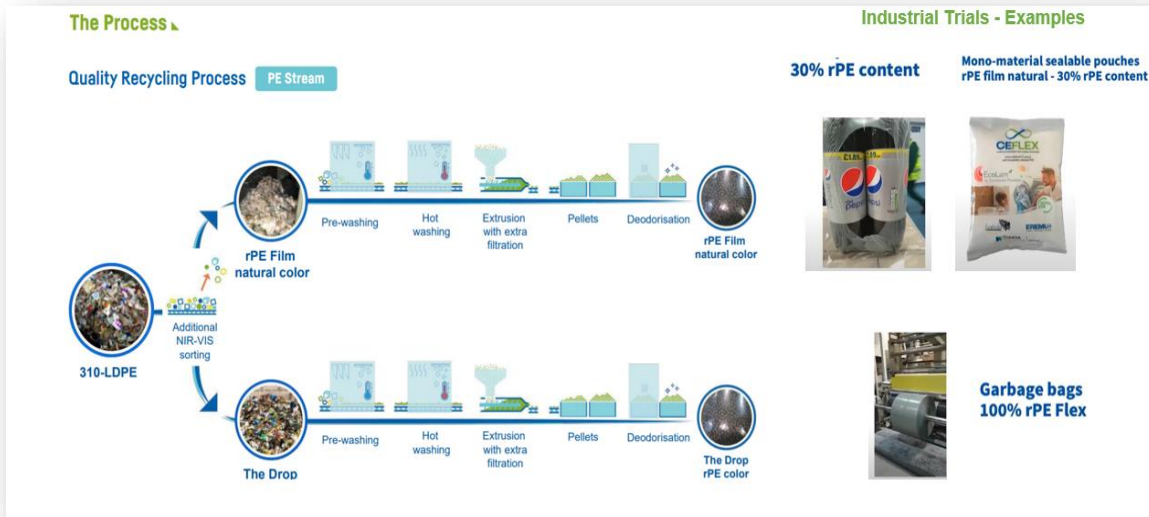 The Process
Industrial Trials - Examples
Quality Recycling Process
PE Stream
30% rPE content
Mono-material sealable pouches
rPE film natural - 30% rPE content
CEFLEX
EcoLam
pepsi
Pre-washing
Hot
washing
Extrusion
with extra
filtration
Pellets
Deodorisation
rPE Film
natural color
rPE Film
natural color
Additional
NIR-VIS
sorting
310-LDPE
Garbage bags
100% rPE Flex
Pre-washing
Hot
washing
Extrusion
with extra
filtration
Pellets
Deodorisation
The Drop
The Drop
rPE color